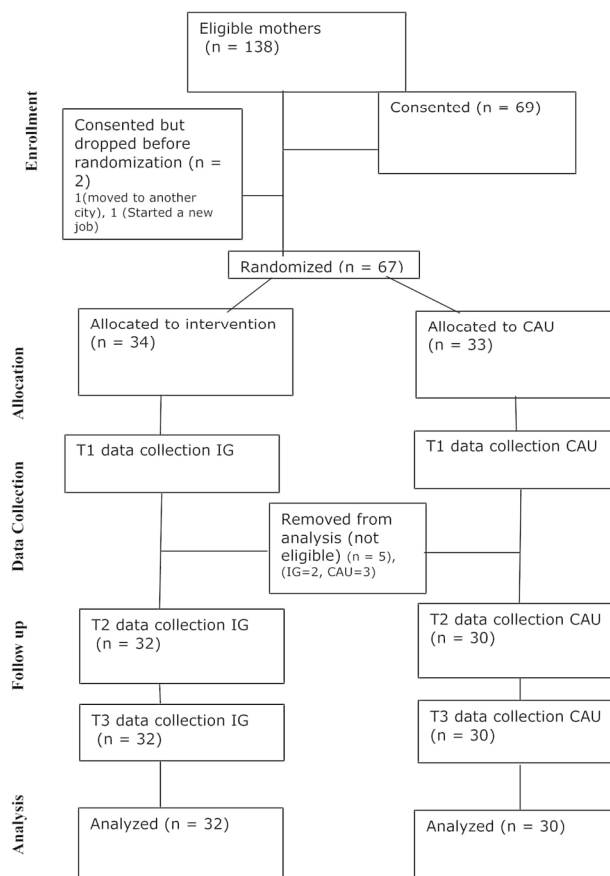 Eligible mothers
(n = 138)
Enrollment
Consented (n = 69)
Consented but
dropped before
randomization (n =
2)
1(moved to another
city), 1 (Started a new
job)
Randomized (n = 67)
Allocation
Allocated to intervention
(n = 34)
Allocated to CAU
(n = 33)
Data Collection
T1 data collection IG
T1 data collection CAU
Removed from
analysis (not
eligible) (n = 5),
(IG=2, CAU=3)
Follow up
T2 data collection IG
(n = 32)
T2 data collection CAU
(n = 30)
T3 data collection IG
(n = 32)
T3 data collection CAU
(n = 30)
Analysis
Analyzed (n = 32)
Analyzed (n = 30)